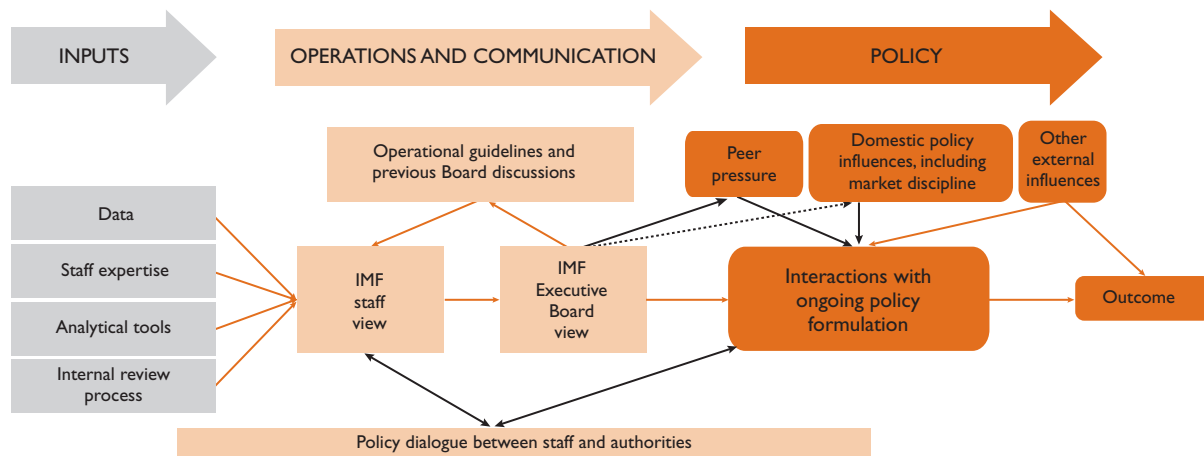 INPUTS
OPERATIONS AND COMMUNICATION
POLICY
Operational guidelines and
previous Board discussions
Peer
pressure
Domestic policy
influences, including
market discipline
Other
external
influences
Data
Staff expertise
Analytical tools
Internal review
process
IMF
staff
view
IMF
Executive
Board
view
Interactions with
ongoing policy
formulation
Outcome
Policy dialogue between staff and authorities